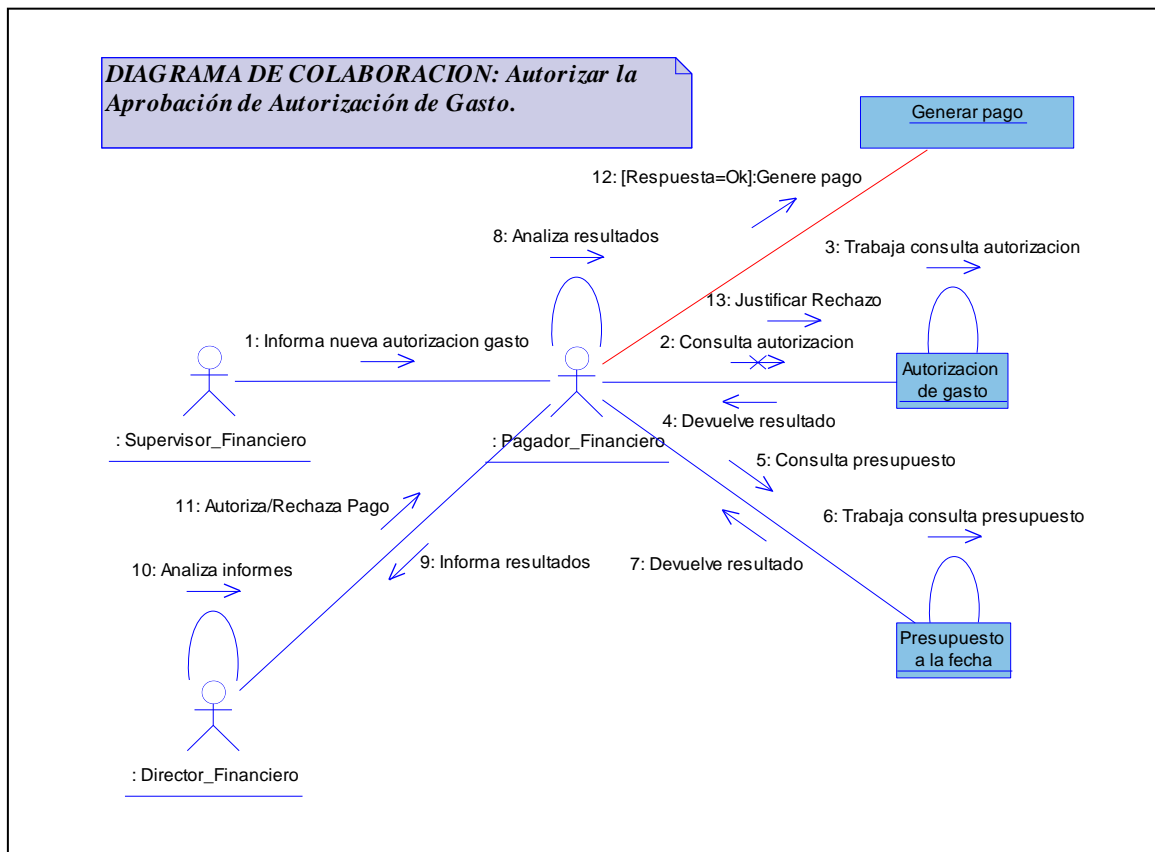 DIAGRAMA DE COLABORACION: Autorizar la
Aprobación de Autorización de Gasto.
Generar pago
12: [Respuesta=Ok]:Genere pago
8: Analiza resultados
3: Trabaja consulta autorizacion
13: Justificar Rechazo
1: Informa nueva autorizacion gasto
2: Consulta autorizacion
Autorizacion
de gasto
4: Devuelve resultado
: Supervisor_Financiero
: Pagador_Financiero
5: Consulta presupuesto
11: Autoriza/Rechaza Pago
6: Trabaja consulta presupuesto
9: Informa resultados
7: Devuelve resultado
10: Analiza informes
Presupuesto
a la fecha
: Director_Financiero